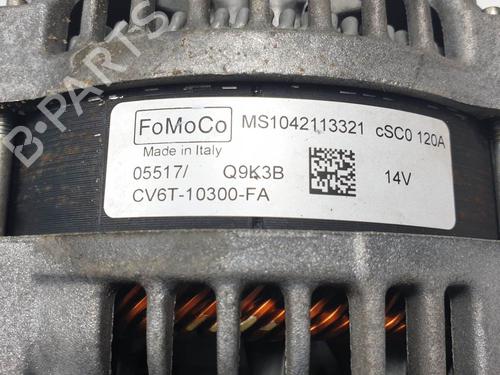 B-PARTS
FoMoCo MS1042113321 cSC0 120A
Made in Italy
05517/ Q9K3B 14V
CV6T-10300-FA